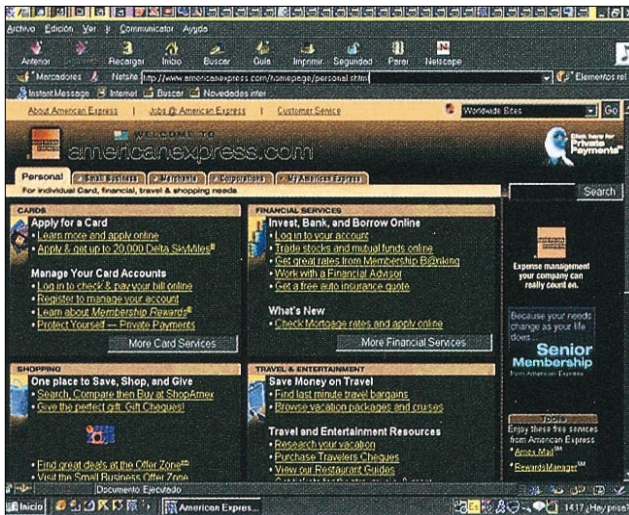 Archivo Edición Ver Ir Communicator Ayuda
Anterior Recargar Inicio Buscar Guía Imprimir Seguridad Parar Netscape
Marcadores Netsite http://www.americanexpress.com/homepage/personal.shtml Elementos rel
Instant Message Internet Buscar Novedades inter
About American Express | Jobs @ American Express | Customer Service
Worldwide Sites Go
WELCOME TO
americanexpress.com
Click here for
Private
Payments
Personal Small Business Merchants Corporations My American Express
For individual Card, financial, travel & shopping needs
Search
CARDS
Apply for a Card
• Learn more and apply online
• Apply & get up to 20,000 Delta SkyMiles®
Manage Your Card Accounts
• Log in to check & pay your bill online
• Register to manage your account
• Learn about Membership Rewards®
• Protect Yourself — Private Payments
More Card Services
FINANCIAL SERVICES
Invest, Bank, and Borrow Online
• Log in to your account
• Trade stocks and mutual funds online
• Get great rates from Membership B@nking
• Work with a Financial Advisor
• Get a free auto insurance quote
What's New
• Check Mortgage rates and apply online
More Financial Services
Expense management
your company can
really count on.
Because your needs
change as your life
does...
Senior
Membership
from American Express
SHOPPING
One place to Save, Shop, and Give
• Search, Compare then Buy at ShopAmex
• Give the perfect gift. Gift Cheques!
• Find great deals at the Offer Zone℠
• Visit the Small Business Offer Zone
TRAVEL & ENTERTAINMENT
Save Money on Travel
• Find last minute travel bargains
• Browse vacation packages and cruises
Travel and Entertainment Resources
• Research your vacation
• Purchase Travelers Cheques
• View our Restaurant Guides
Tools
Enjoy these free services
from American Express
• Amex Mail℠
• RewardsManager℠
Documento: Ejecutado
Inicio American Expres... Es 14:17